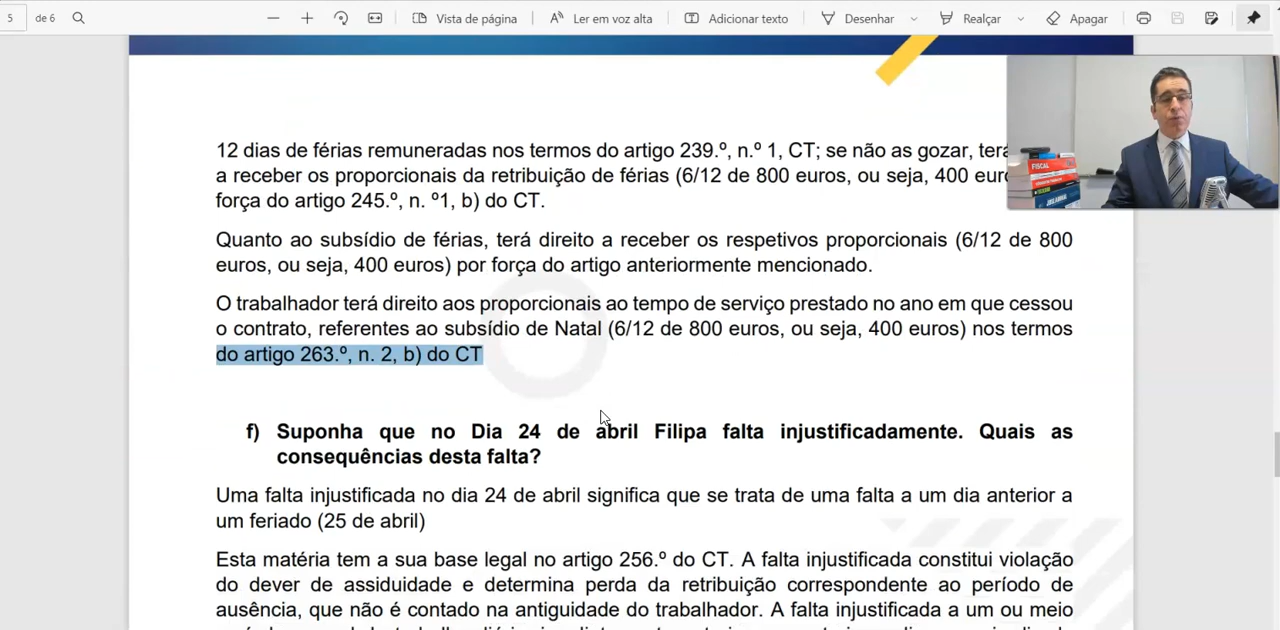 5 de 6 Vista de página Ler em voz alta Adicionar texto Desenhar Realçar Apagar
12 dias de férias remuneradas nos termos do artigo 239.º, n.º 1, CT; se não as gozar, terá
a receber os proporcionais da retribuição de férias (6/12 de 800 euros, ou seja, 400 euro
força do artigo 245.º, n. º1, b) do CT.
FISCAL
Quanto ao subsídio de férias, terá direito a receber os respetivos proporcionais (6/12 de 800
euros, ou seja, 400 euros) por força do artigo anteriormente mencionado.
O trabalhador terá direito aos proporcionais ao tempo de serviço prestado no ano em que cessou
o contrato, referentes ao subsídio de Natal (6/12 de 800 euros, ou seja, 400 euros) nos termos
do artigo 263.º, n. 2, b) do CT
f) Suponha que no Dia 24 de abril Filipa falta injustificadamente. Quais as
consequências desta falta?
Uma falta injustificada no dia 24 de abril significa que se trata de uma falta a um dia anterior a
um feriado (25 de abril)
Esta matéria tem a sua base legal no artigo 256.º do CT. A falta injustificada constitui violação
do dever de assiduidade e determina perda da retribuição correspondente ao período de
ausência, que não é contado na antiguidade do trabalhador. A falta injustificada a um ou meio